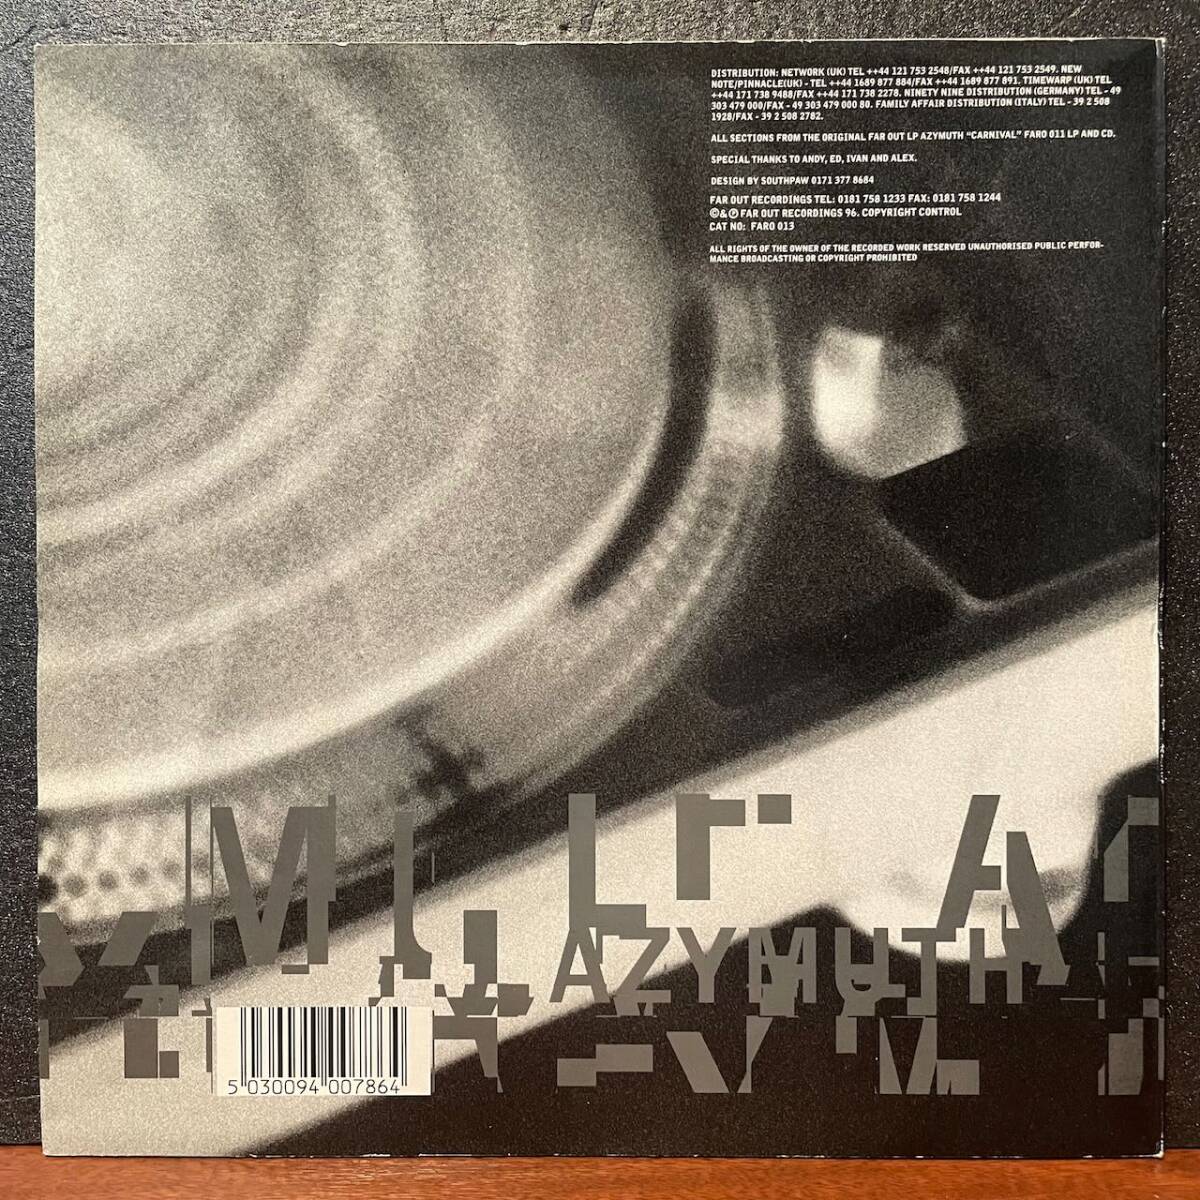 DISTRIBUTION: NETWORK (UK) TEL ++44 121 753 2548/FAX ++44 121 753 2549. NEW
NOTE/PINNACLE(UK) - TEL ++44 1689 877 884/FAX ++44 1689 877 891. TIMEWARP (UK) TEL
++44 171 738 9488/FAX ++44 171 738 2278. NINETY NINE DISTRIBUTION (GERMANY) TEL - 49
303 479 000/FAX - 49 303 479 000 80. FAMILY AFFAIR DISTRIBUTION (ITALY) TEL - 39 2 508
1928/FAX - 39 2 508 2782.
ALL SECTIONS FROM THE ORIGINAL FAR OUT LP AZYMUTH "CARNIVAL" FARO 011 LP AND CD.
SPECIAL THANKS TO ANDY, ED, IVAN AND ALEX.
DESIGN BY SOUTHPAW 0171 377 8684
FAR OUT RECORDINGS TEL: 0181 758 1233 FAX: 0181 758 1244
©&℗ FAR OUT RECORDINGS 96. COPYRIGHT CONTROL
CAT NO: FARO 013
ALL RIGHTS OF THE OWNER OF THE RECORDED WORK RESERVED UNAUTHORISED PUBLIC PERFOR-
MANCE BROADCASTING OR COPYRIGHT PROHIBITED
AZYMUTH
5 030094 007864